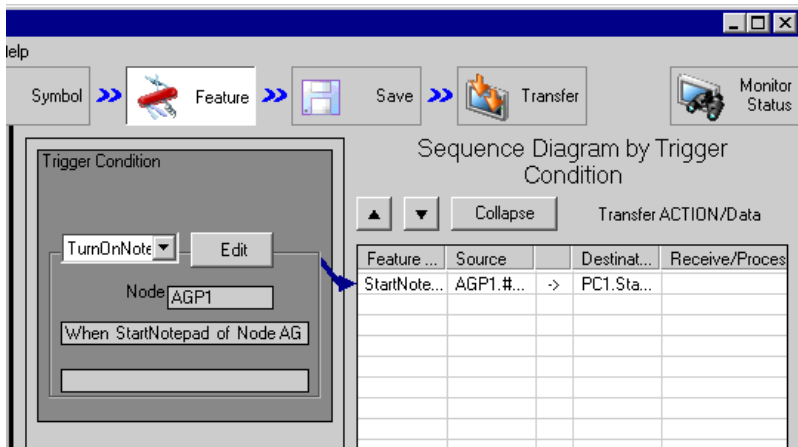 Help
Symbol
Feature
Save
Transfer
Monitor
Status
Trigger Condition
TurnOnNote
Edit
Node AGP1
When StartNotepad of Node AG
Sequence Diagram by Trigger
Condition
Collapse
Transfer ACTION/Data
Feature ... Source Destinat... Receive/Proces
StartNote... AGP1.#... -> PC1.Sta...